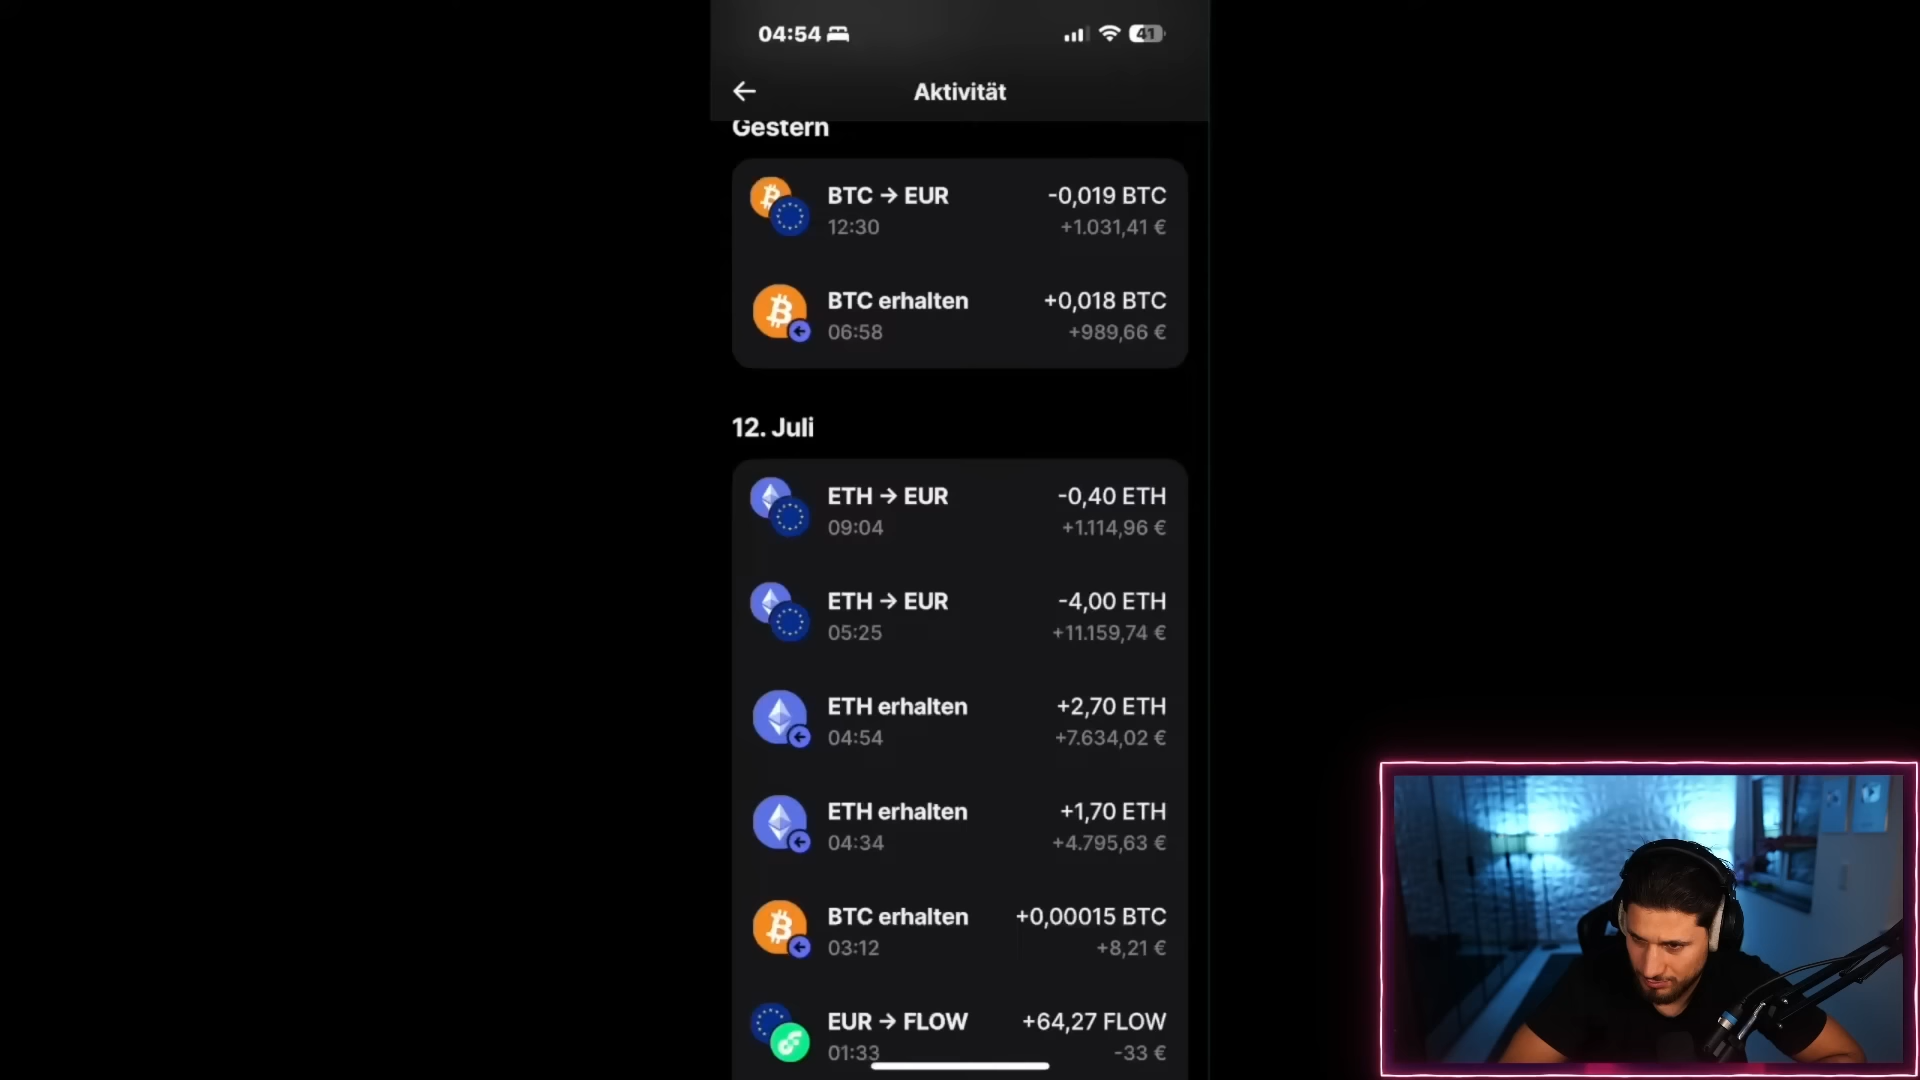 04:54
41
Aktivität
Gestern
BTC → EUR -0,019 BTC
12:30 +1.031,41 €
BTC erhalten +0,018 BTC
06:58 +989,66 €
12. Juli
ETH → EUR -0,40 ETH
09:04 +1.114,96 €
ETH → EUR -4,00 ETH
05:25 +11.159,74 €
ETH erhalten +2,70 ETH
04:54 +7.634,02 €
ETH erhalten +1,70 ETH
04:34 +4.795,63 €
BTC erhalten +0,00015 BTC
03:12 +8,21 €
EUR → FLOW +64,27 FLOW
01:33 -33 €